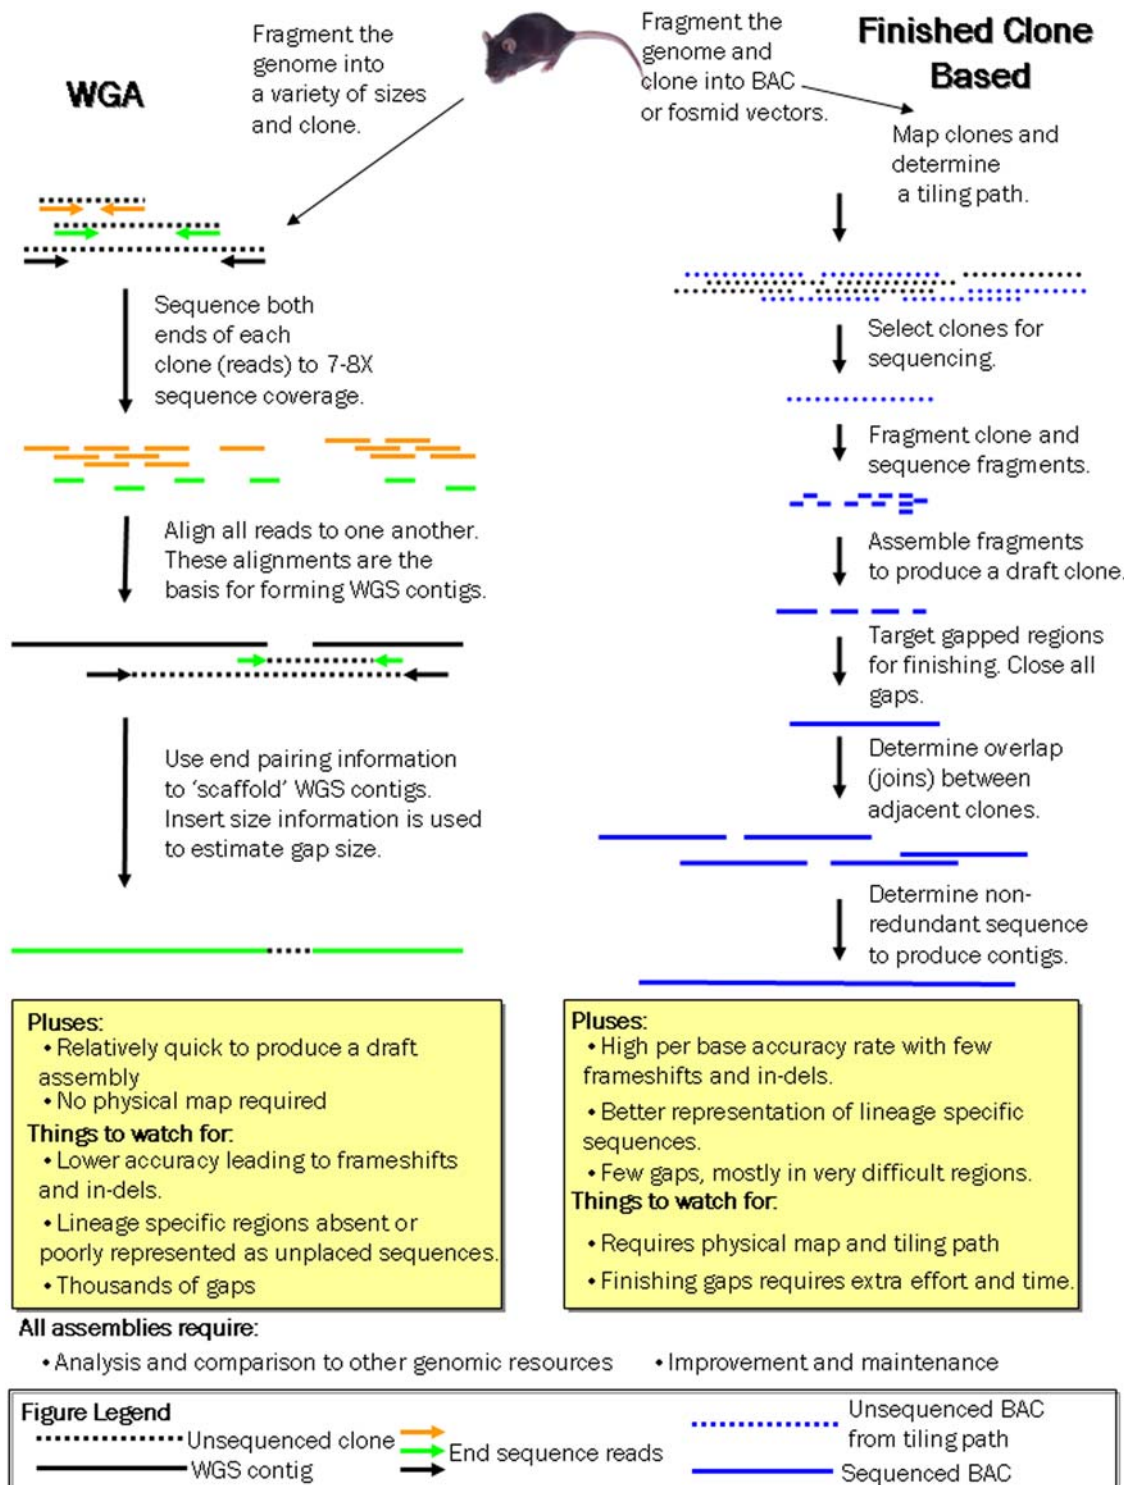 WGA
Fragment the
genome into
a variety of sizes
and clone.
Fragment the
genome and
clone into BAC
or fosmid vectors.
Finished Clone
Based
Map clones and
determine
a tiling path.
Sequence both
ends of each
clone (reads) to 7-8X
sequence coverage.
Align all reads to one another.
These alignments are the
basis for forming WGS contigs.
Use end pairing information
to ‘scaffold’ WGS contigs.
Insert size information is used
to estimate gap size.
Select clones for
sequencing.
Fragment clone and
sequence fragments.
Assemble fragments
to produce a draft clone.
Target gapped regions
for finishing. Close all
gaps.
Determine overlap
(joins) between
adjacent clones.
Determine non-
redundant sequence
to produce contigs.
Pluses:
• Relatively quick to produce a draft
assembly
• No physical map required
Things to watch for:
• Lower accuracy leading to frameshifts
and in-dels.
• Lineage specific regions absent or
poorly represented as unplaced sequences.
• Thousands of gaps
Pluses:
• High per base accuracy rate with few
frameshifts and in-dels.
• Better representation of lineage specific
sequences.
• Few gaps, mostly in very difficult regions.
Things to watch for:
• Requires physical map and tiling path
• Finishing gaps requires extra effort and time.
All assemblies require:
• Analysis and comparison to other genomic resources • Improvement and maintenance
Figure Legend
Unsequenced clone
WGS contig
End sequence reads
Unsequenced BAC
from tiling path
Sequenced BAC